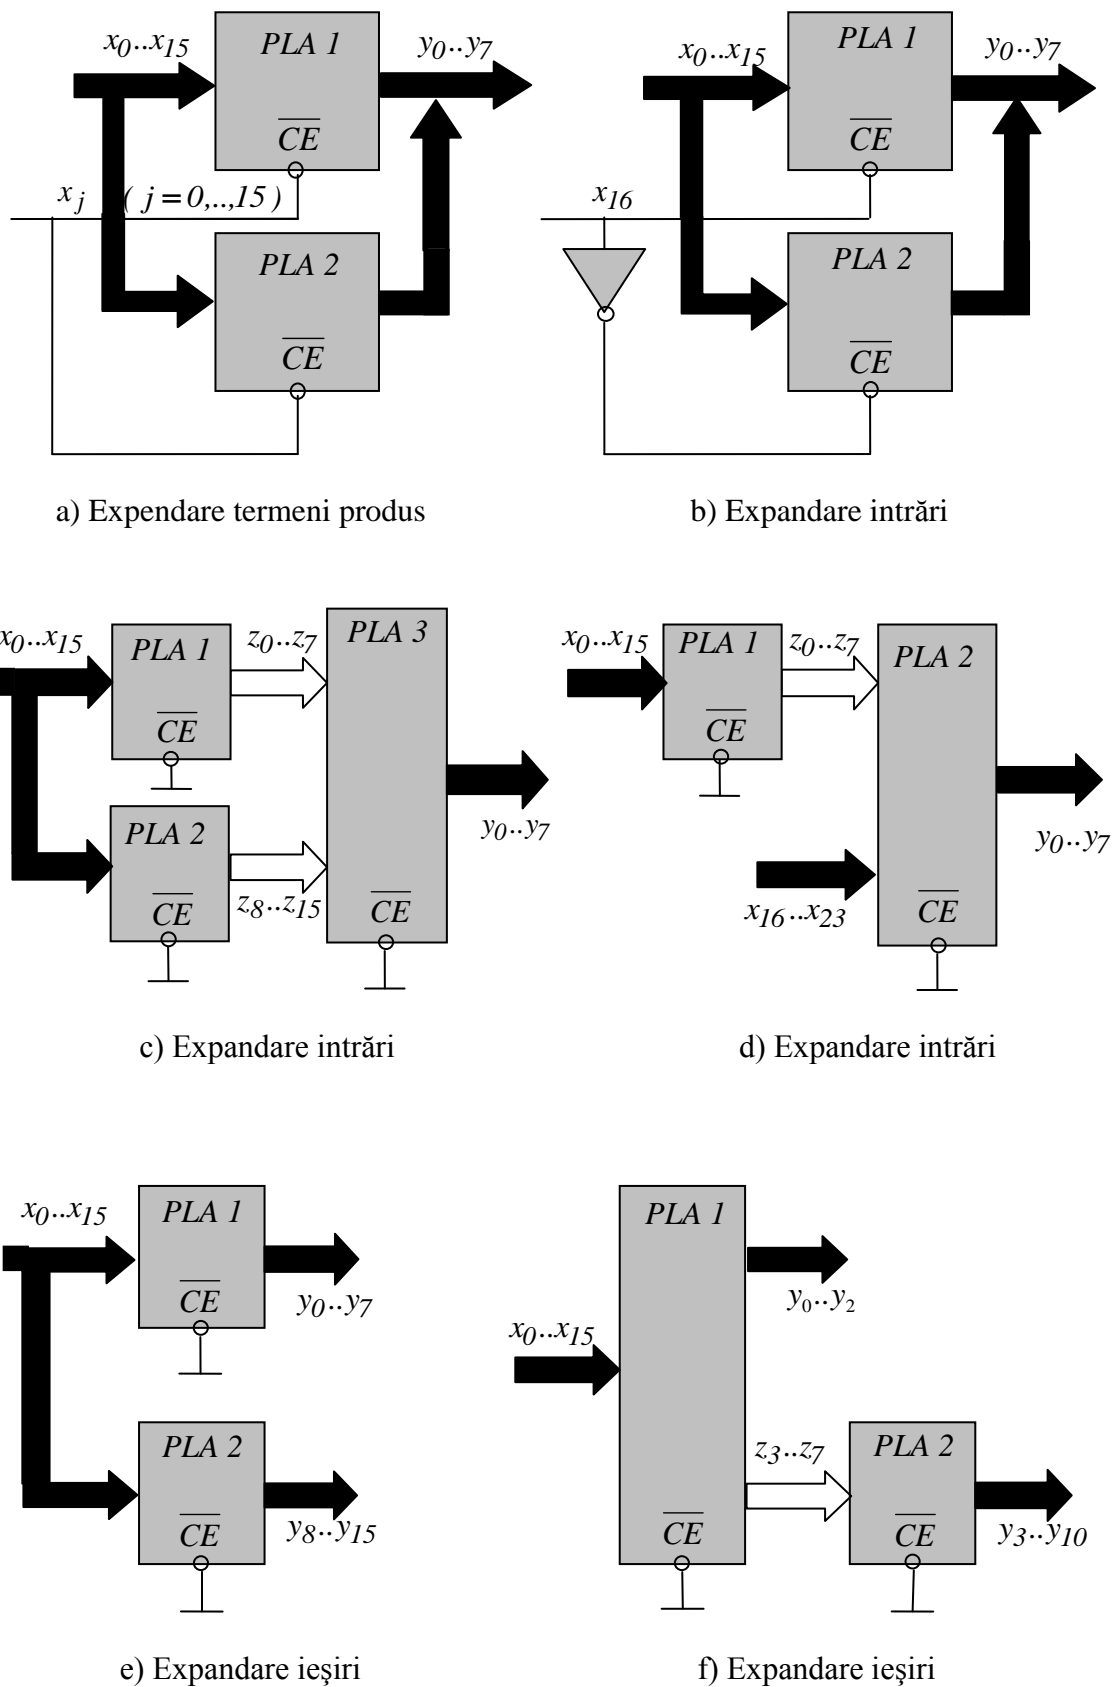 x0..x15 PLA 1 y0..y7
CE
xj ( j = 0,..,15 )
PLA 2
CE
a) Expendare termeni produs
x0..x15 PLA 1 y0..y7
CE
x16
PLA 2
CE
b) Expandare intrări
x0..x15 PLA 1 z0..z7 PLA 3
CE
PLA 2
y0..y7
CE z8..z15 CE
c) Expandare intrări
x0..x15 PLA 1 z0..z7 PLA 2
CE
y0..y7
x16..x23 CE
d) Expandare intrări
x0..x15 PLA 1
CE y0..y7
PLA 2
CE y8..y15
e) Expandare ieşiri
PLA 1
y0..y2
x0..x15
z3..z7 PLA 2
CE CE y3..y10
f) Expandare ieşiri